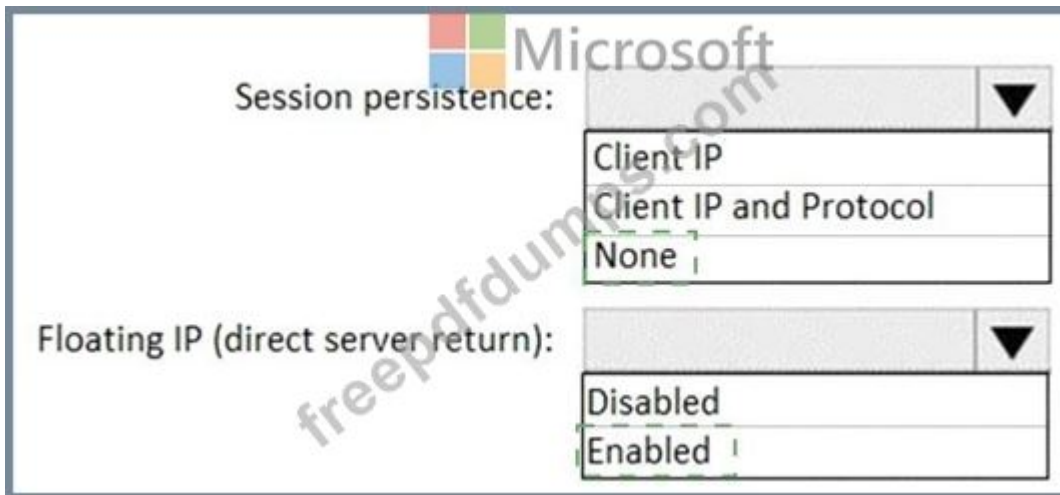 Microsoft
Session persistence:
Client IP
Client IP and Protocol
None
Floating IP (direct server return):
Disabled
Enabled
freepdfdumps.com